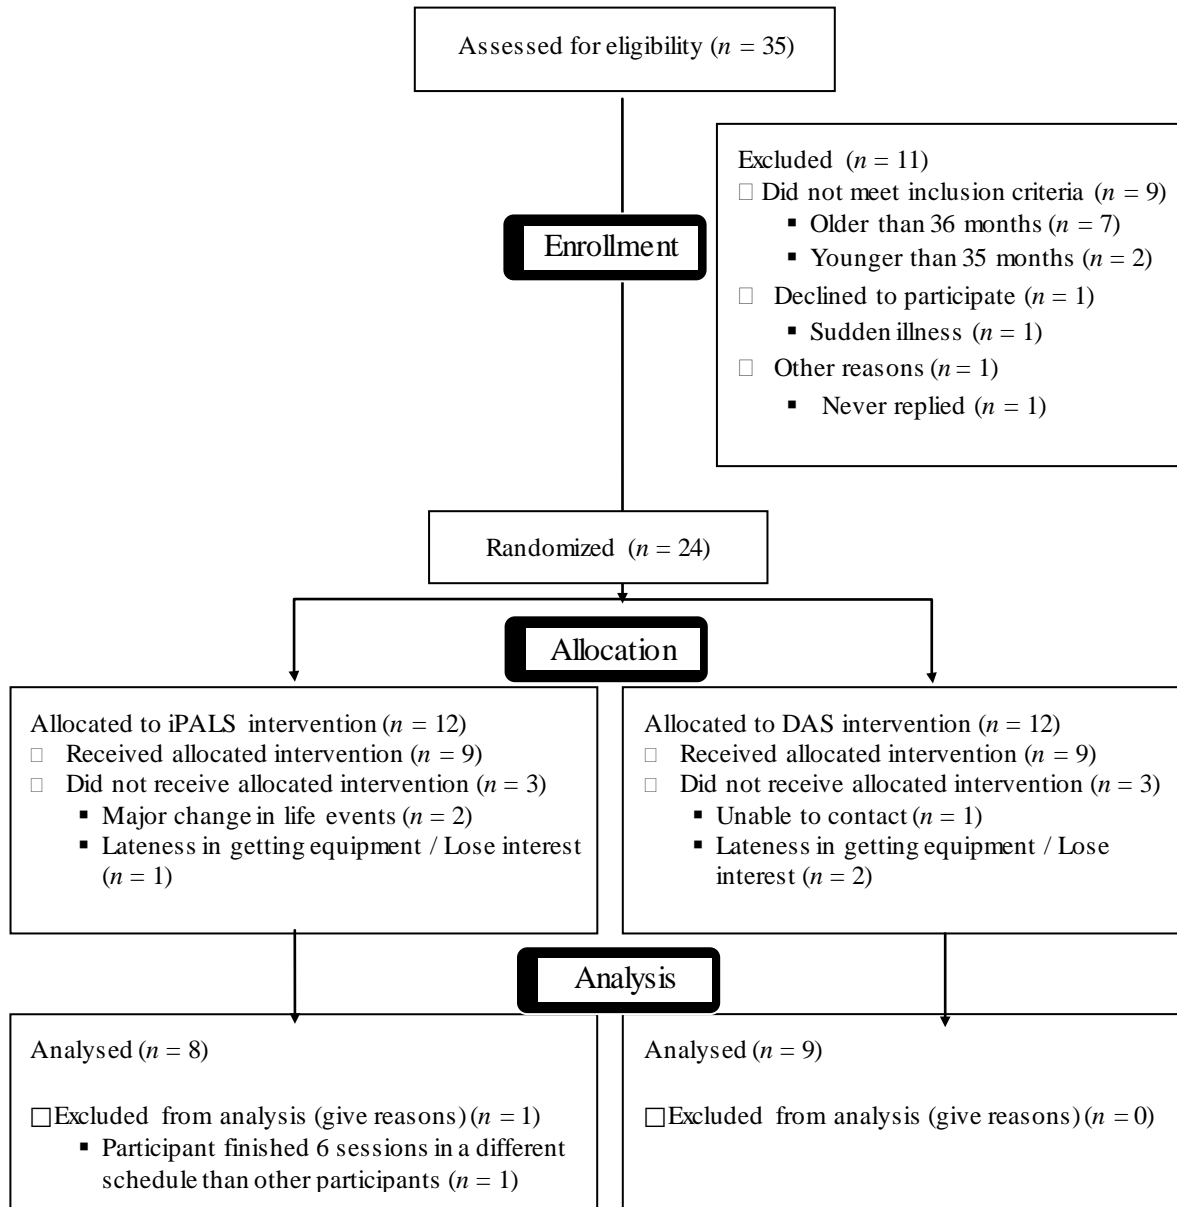 Assessed for eligibility (n = 35)
Excluded (n = 11)
□ Did not meet inclusion criteria (n = 9)
▪ Older than 36 months (n = 7)
▪ Younger than 35 months (n = 2)
□ Declined to participate (n = 1)
▪ Sudden illness (n = 1)
□ Other reasons (n = 1)
▪ Never replied (n = 1)
Enrollment
Randomized (n = 24)
Allocation
Allocated to iPALS intervention (n = 12)
□ Received allocated intervention (n = 9)
□ Did not receive allocated intervention (n = 3)
▪ Major change in life events (n = 2)
▪ Lateness in getting equipment / Lose interest
(n = 1)
Allocated to DAS intervention (n = 12)
□ Received allocated intervention (n = 9)
□ Did not receive allocated intervention (n = 3)
▪ Unable to contact (n = 1)
▪ Lateness in getting equipment / Lose
interest (n = 2)
Analysis
Analysed (n = 8)
□ Excluded from analysis (give reasons) (n = 1)
▪ Participant finished 6 sessions in a different
schedule than other participants (n = 1)
Analysed (n = 9)
□ Excluded from analysis (give reasons) (n = 0)